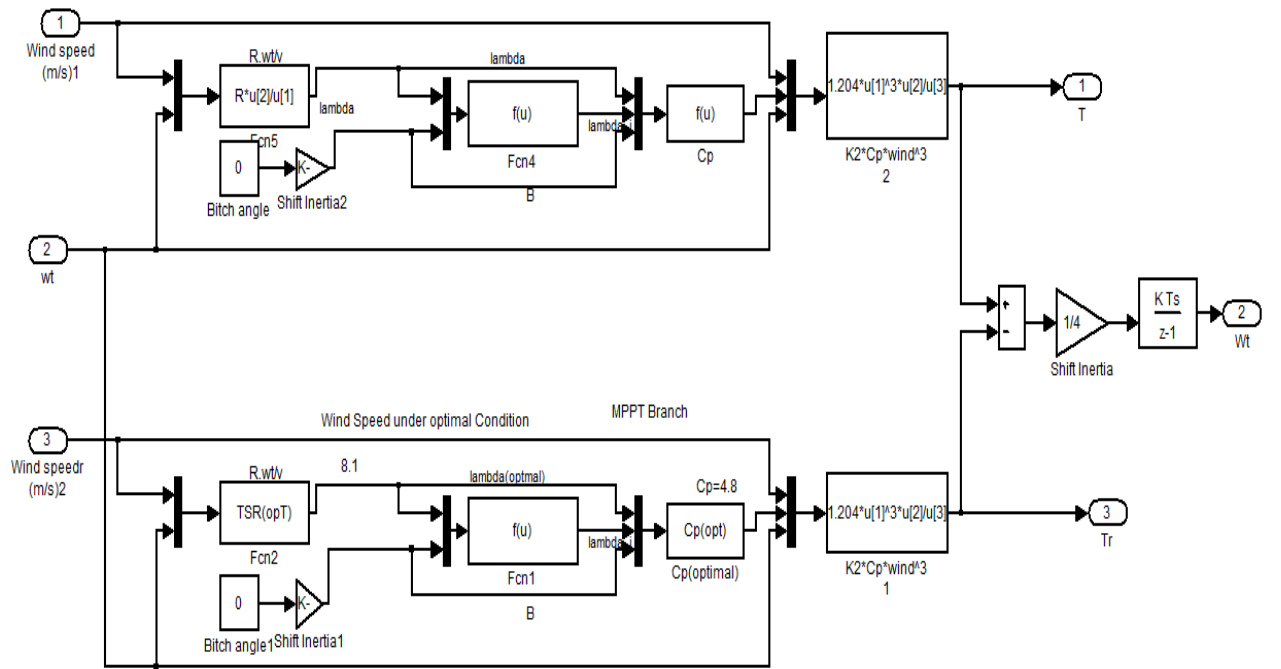 1
Wind speed
(m/s)1
R.wt/v
R*u[2]/u[1]
Fcn5
lambda
lambda
f(u)
Fcn4
lambda_i
f(u)
Cp
1.204*u[1]^3*u[2]/u[3]
K2*Cp*wind^3
2
1
T
0
Bitch angle
K-
Shift Inertia2
B
2
wt
+
-
1/4
Shift Inertia
K Ts
z-1
2
Wt
Wind Speed under optimal Condition
MPPT Branch
3
Wind speedr
(m/s)2
R.wt/v
8.1
TSR(opT)
Fcn2
lambda(optmal)
f(u)
Fcn1
lambda_i
Cp=4.8
Cp(opt)
Cp(optimal)
1.204*u[1]^3*u[2]/u[3]
K2*Cp*wind^3
1
3
Tr
0
Bitch angle1
K-
Shift Inertia1
B